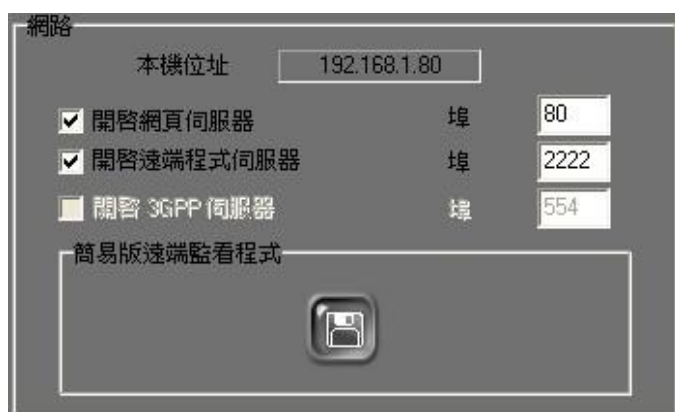 網路
本機位址 192.168.1.80
開啓網頁伺服器 埠 80
開啓遠端程式伺服器 埠 2222
開啓 3GPP 伺服器 埠 554
簡易版遠端監看程式